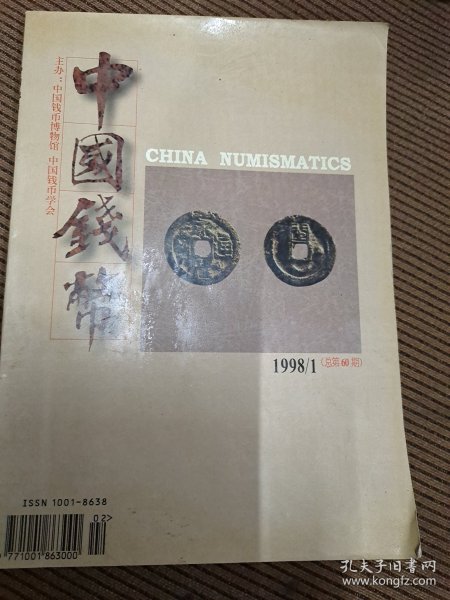 中國錢幣
主办：中国钱币博物馆 中国钱币学会
CHINA NUMISMATICS
1998/1（总第60期）
ISSN 1001-8638
02>
771001863000
孔夫子旧书网
www.kongfz.com